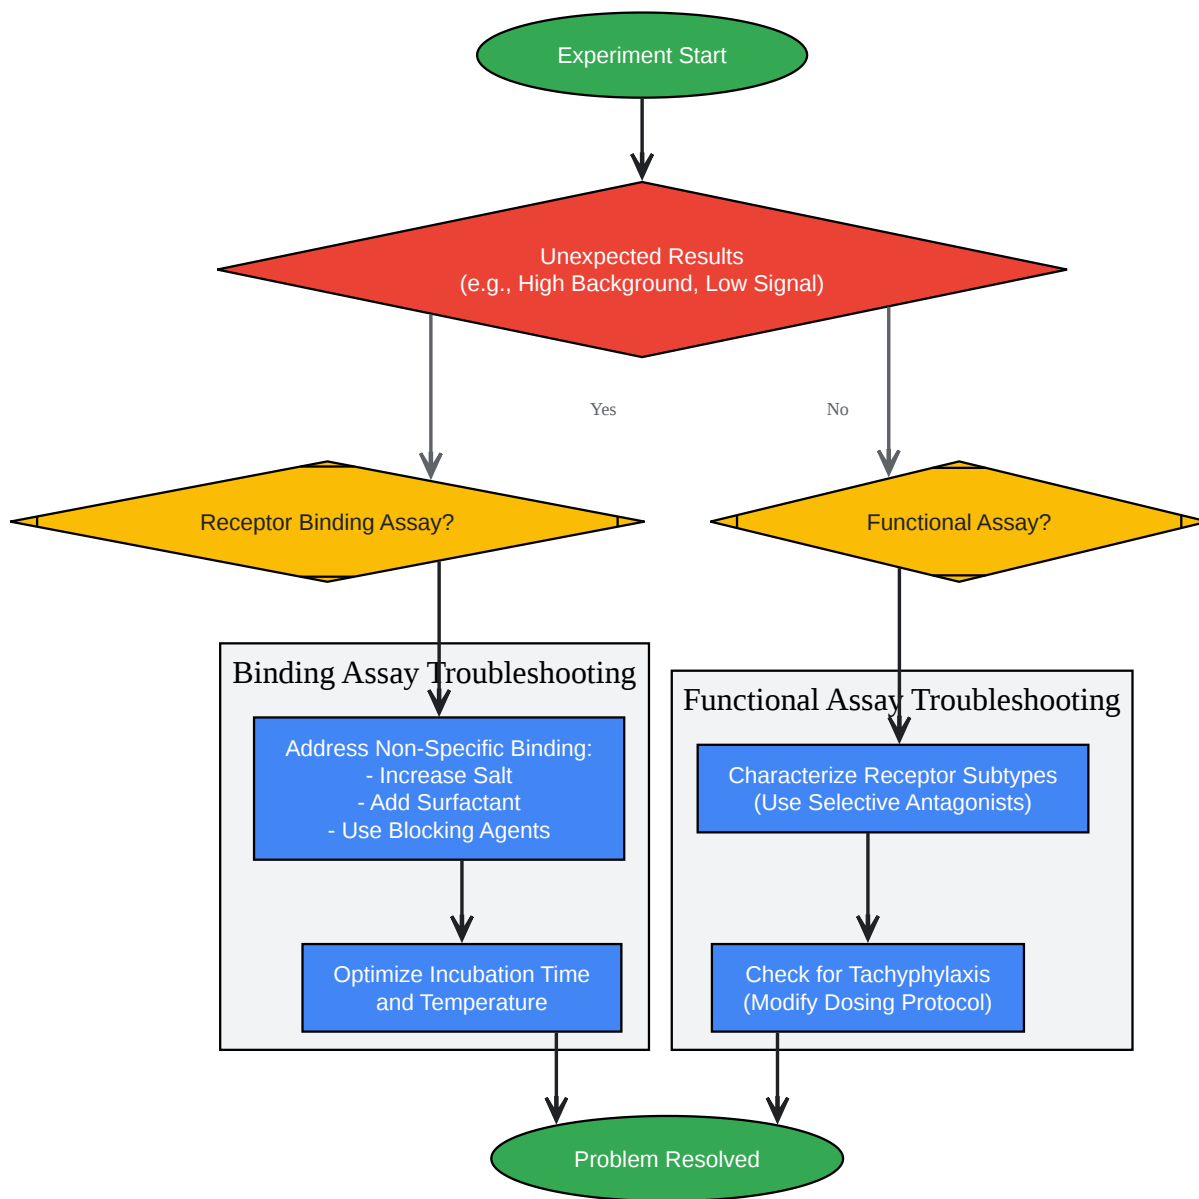 Experiment Start
Unexpected Results
(e.g., High Background, Low Signal)
Yes
No
Receptor Binding Assay?
Functional Assay?
Binding Assay Troubleshooting
Address Non-Specific Binding:
- Increase Salt
- Add Surfactant
- Use Blocking Agents
Optimize Incubation Time
and Temperature
Functional Assay Troubleshooting
Characterize Receptor Subtypes
(Use Selective Antagonists)
Check for Tachyphylaxis
(Modify Dosing Protocol)
Problem Resolved